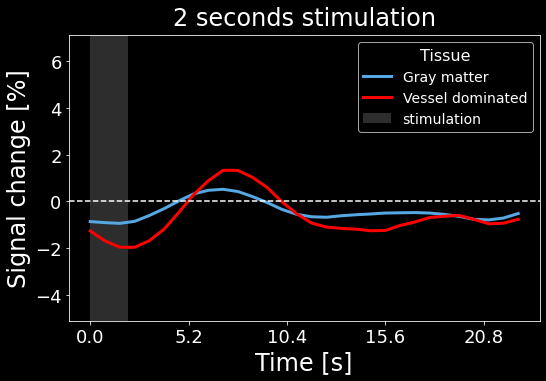 2 seconds stimulation
Signal change [%]
6
4
2
0
−2
−4
Tissue
Gray matter
Vessel dominated
stimulation
0.0 5.2 10.4 15.6 20.8
Time [s]